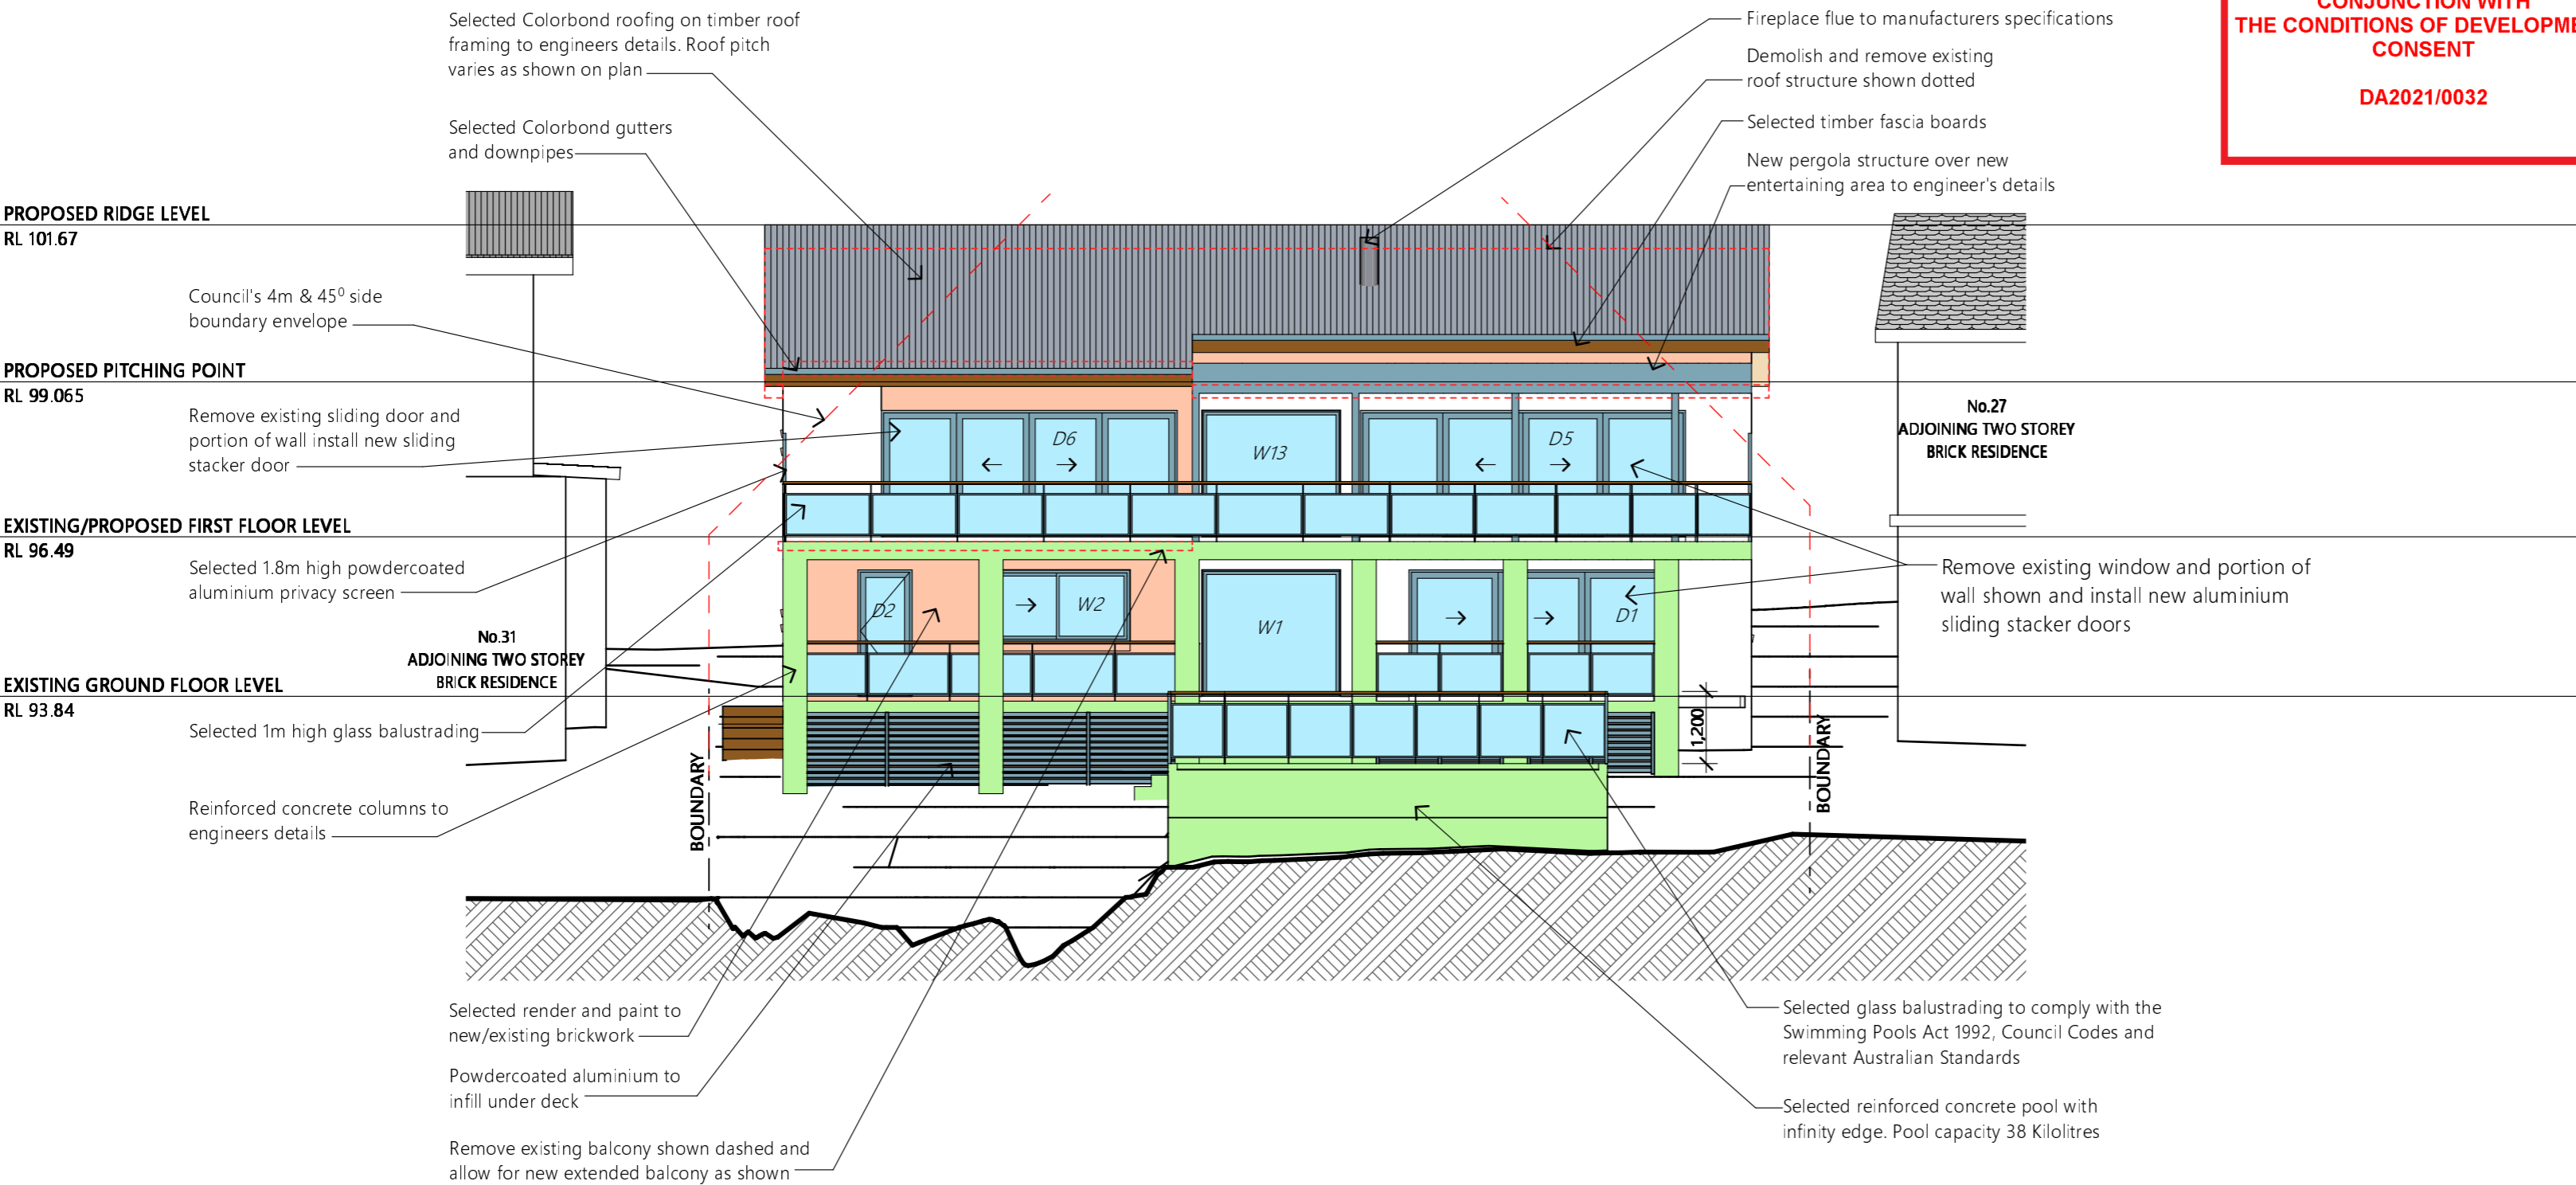 Selected Colorbond roofing on timber roof
framing to engineers details. Roof pitch
varies as shown on plan
Selected Colorbond gutters
and downpipes
Fireplace flue to manufacturers specifications
Demolish and remove existing
roof structure shown dotted
Selected timber fascia boards
New pergola structure over new
entertaining area to engineer's details
CONJUNCTION WITH
THE CONDITIONS OF
CONSENT
DA2021/0032
PROPOSED RIDGE LEVEL
RL 101.67
Council's 4m & 45⁰ side
boundary envelope
PROPOSED PITCHING POINT
RL 99.065
Remove existing sliding door and
portion of wall install new sliding
stacker door
EXISTING/PROPOSED FIRST FLOOR LEVEL
RL 96.49
Selected 1.8m high powdercoated
aluminium privacy screen
No.31
ADJOINING TWO STOREY
BRICK RESIDENCE
EXISTING GROUND FLOOR LEVEL
RL 93.84
Selected 1m high glass balustrading
Reinforced concrete columns to
engineers details
D6
W13
D5
D2
W2
W1
D1
1,200
BOUNDARY
BOUNDARY
No.27
ADJOINING TWO STOREY
BRICK RESIDENCE
Remove existing window and portion of
wall shown and install new aluminium
sliding stacker doors
Selected render and paint to
new/existing brickwork
Powdercoated aluminium to
infill under deck
Remove existing balcony shown dashed and
allow for new extended balcony as shown
Selected glass balustrading to comply with the
Swimming Pools Act 1992, Council Codes and
relevant Australian Standards
Selected reinforced concrete pool with
infinity edge. Pool capacity 38 Kilolitres